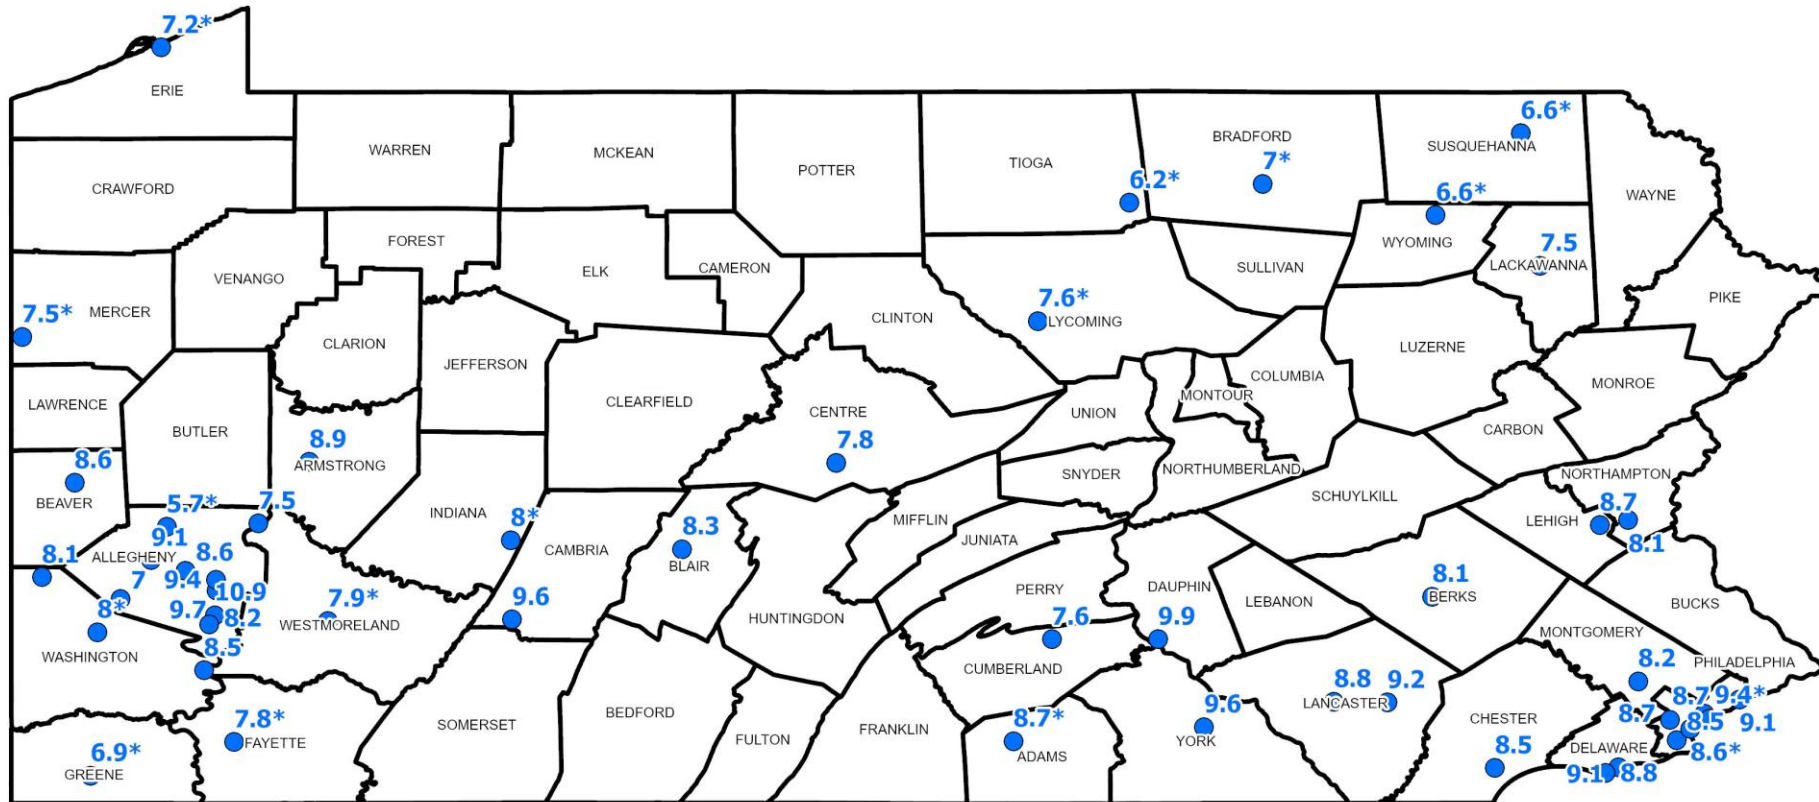 7.2*
ERIE
WARREN
MCKEAN
POTTER
TIOGA
BRADFORD
6.6*
SUSQUEHANNA
CRAWFORD
6.2*
7*
6.6*
WAYNE
FOREST
VENANGO
ELK
CAMERON
SULLIVAN
WYOMING
7.5
LACKAWANNA
7.5*
MERCER
7.6*
LYCOMING
CLINTON
PIKE
CLARION
JEFFERSON
LUZERNE
COLUMBIA
MONROE
LAWRENCE
CLEARFIELD
CENTRE
UNION
MONTOUR
BUTLER
7.8
CARBON
8.9
ARMSTRONG
8.6
BEAVER
SNYDER
NORTHUMBERLAND
NORTHAMPTON
SCHUYLKILL
5.7*
7.5
INDIANA
8*
CAMBRIA
8.3
BLAIR
MIFFLIN
JUNIATA
LEHIGH
8.7
8.1
9.1
ALLEGHENY
8.6
8.1
7
9.4
10.9
PERRY
DAUPHIN
LEBANON
8.1
BERKS
BUCKS
8*
9.7
8.2
7.9*
WESTMORELAND
9.6
HUNTINGDON
7.6
9.9
MONTGOMERY
WASHINGTON
8.5
CUMBERLAND
PHILADELPHIA
8.2
8.8
9.2
LANCASTER
8.7
9.4*
7.8*
FAYETTE
SOMERSET
BEDFORD
FULTON
FRANKLIN
8.7*
ADAMS
9.6
YORK
CHESTER
8.7
8.5
9.1
6.9*
GREENE
8.5
DELAWARE
8.6*
9.1
8.8